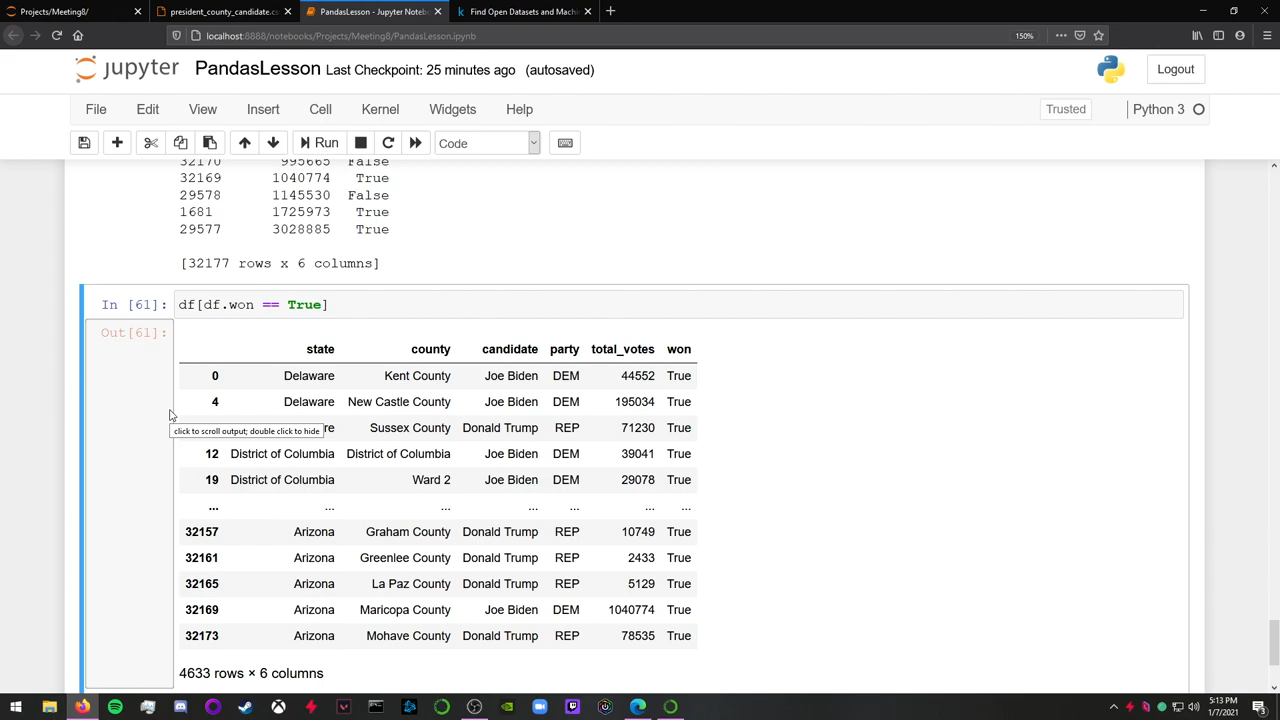 Projects/Meeting8/
president_county_candidate.cs
PandasLesson - Jupyter Notebo
Find Open Datasets and Machin
localhost:8888/notebooks/Projects/Meeting8/PandasLesson.ipynb
150%
jupyter PandasLesson Last Checkpoint: 25 minutes ago (autosaved)
Logout
File Edit View Insert Cell Kernel Widgets Help
Trusted Python 3
Run Code
32170 995665 False
32169 1040774 True
29578 1145530 False
1681 1725973 True
29577 3028885 True
[32177 rows x 6 columns]
In [61]: df[df.won == True]
Out[61]:
state county candidate party total_votes won
0 Delaware Kent County Joe Biden DEM 44552 True
4 Delaware New Castle County Joe Biden DEM 195034 True
re Sussex County Donald Trump REP 71230 True
click to scroll output; double click to hide
12 District of Columbia District of Columbia Joe Biden DEM 39041 True
19 District of Columbia Ward 2 Joe Biden DEM 29078 True
... ... ... ... ... ... ...
32157 Arizona Graham County Donald Trump REP 10749 True
32161 Arizona Greenlee County Donald Trump REP 2433 True
32165 Arizona La Paz County Donald Trump REP 5129 True
32169 Arizona Maricopa County Joe Biden DEM 1040774 True
32173 Arizona Mohave County Donald Trump REP 78535 True
4633 rows × 6 columns
5:13 PM
1/7/2021